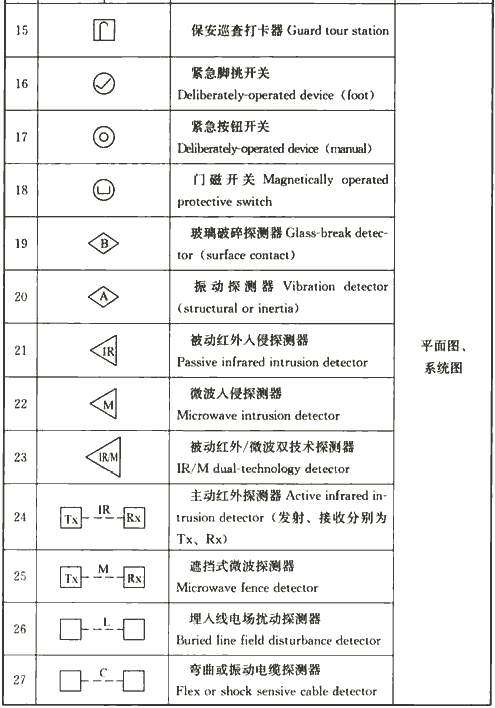 15
保安巡查打卡器 Guard tour station
16
紧急脚挑开关
Deliberately-operated device (foot)
17
紧急按钮开关
Deliberately-operated device (manual)
18
门磁开关 Magnetically operated
protective switch
19
B
玻璃破碎探测器 Glass-break detec-
tor (surface contact)
20
A
振动探测器 Vibration detector
(structural or inertia)
21
IR
被动红外入侵探测器
Passive infrared intrusion detector
22
M
微波入侵探测器
Microwave intrusion detector
23
IR/M
被动红外/微波双技术探测器
IR/M dual-technology detector
24
Tx IR Rx
主动红外探测器 Active infrared in-
trusion detector (发射、接收分别为
Tx、Rx)
25
Tx M Rx
遮挡式微波探测器
Microwave fence detector
26
L
埋入线电场扰动探测器
Buried line field disturbance detector
27
C
弯曲或振动电缆探测器
Flex or shock sensive cable detector
平面图、
系统图